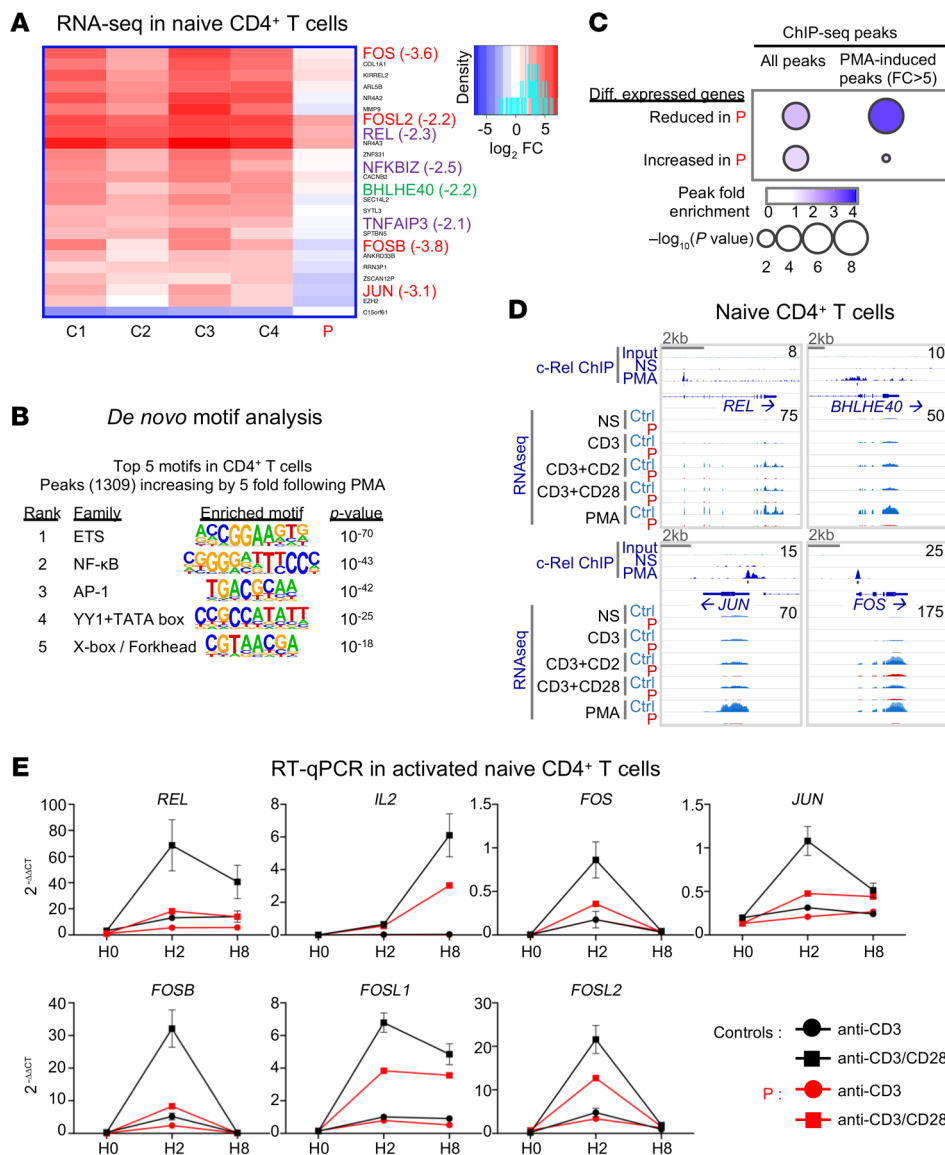 A
RNA-seq in naive CD4+ T cells
FOS (-3.6)
COL1A1
KIRREL2
ARL5B
NR4A2
MMP9
FOSL2 (-2.2)
REL (-2.3)
NR4A3
ZNF331
NFKBIZ (-2.5)
CACNB2
BHLHE40 (-2.2)
SEC14L2
SYTL3
TNFAIP3 (-2.1)
SPTBN5
FOSB (-3.8)
ANKRD33B
RRN3P1
ZSCAN12P
JUN (-3.1)
EZH2
C15orf61
C1 C2 C3 C4 P
Density
-5 0 5
log2 FC
B
De novo motif analysis
Top 5 motifs in CD4+ T cells
Peaks (1309) increasing by 5 fold following PMA
Rank Family Enriched motif p-value
1 ETS ACCGGAAGTG 10-70
2 NF-κB CGGGGGATTTCCCC 10-43
3 AP-1 TGACGCAA 10-42
4 YY1+TATA box CCGCCATATT 10-25
5 X-box / Forkhead CGTAACGA 10-18
C
ChIP-seq peaks
All peaks PMA-induced peaks (FC>5)
Diff. expressed genes
Reduced in P
Increased in P
Peak fold enrichment
0 1 2 3 4
–log10(P value)
2 4 6 8
D
Naive CD4+ T cells
2kb 2kb
c-Rel ChIP
Input 8 10
NS
PMA
REL → BHLHE40 →
75 50
RNAseq
NS Ctrl P
CD3 Ctrl P
CD3+CD2 Ctrl P
CD3+CD28 Ctrl P
PMA Ctrl P
2kb 2kb
c-Rel ChIP
Input 15 25
NS
PMA
← JUN FOS →
70 175
RNAseq
NS Ctrl P
CD3 Ctrl P
CD3+CD2 Ctrl P
CD3+CD28 Ctrl P
PMA Ctrl P
E
RT-qPCR in activated naive CD4+ T cells
REL
2-ΔΔCT
100
80
60
40
20
0
H0 H2 H8
IL2
8
6
4
2
0
H0 H2 H8
FOS
1.5
1
0.5
0
H0 H2 H8
JUN
1.5
1
0.5
0
H0 H2 H8
FOSB
2-ΔΔCT
40
30
20
10
0
H0 H2 H8
FOSL1
8
6
4
2
0
H0 H2 H8
FOSL2
30
20
10
0
H0 H2 H8
Controls : anti-CD3
anti-CD3/CD28
P : anti-CD3
anti-CD3/CD28